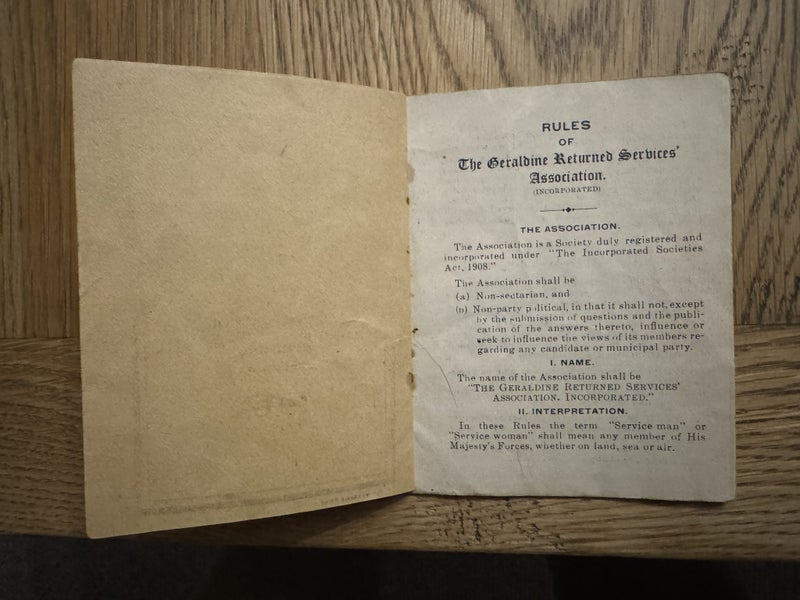 RULES
OF
The Geraldine Returned Services'
Association.
(INCORPORATED)
THE ASSOCIATION.
The Association is a Society duly registered and
incorporated under "The Incorporated Societies
Act, 1908."
The Association shall be
(a) Non-sectarian, and
(b) Non-party political, in that it shall not, except
by the submission of questions and the publi-
cation of the answers thereto, influence or
seek to influence the views of its members re-
garding any candidate or municipal party.
I. NAME.
The name of the Association shall be
"THE GERALDINE RETURNED SERVICES'
ASSOCIATION. INCORPORATED."
II. INTERPRETATION.
In these Rules the term "Service man" or
"Service woman" shall mean any member of His
Majesty's Forces, whether on land, sea or air.